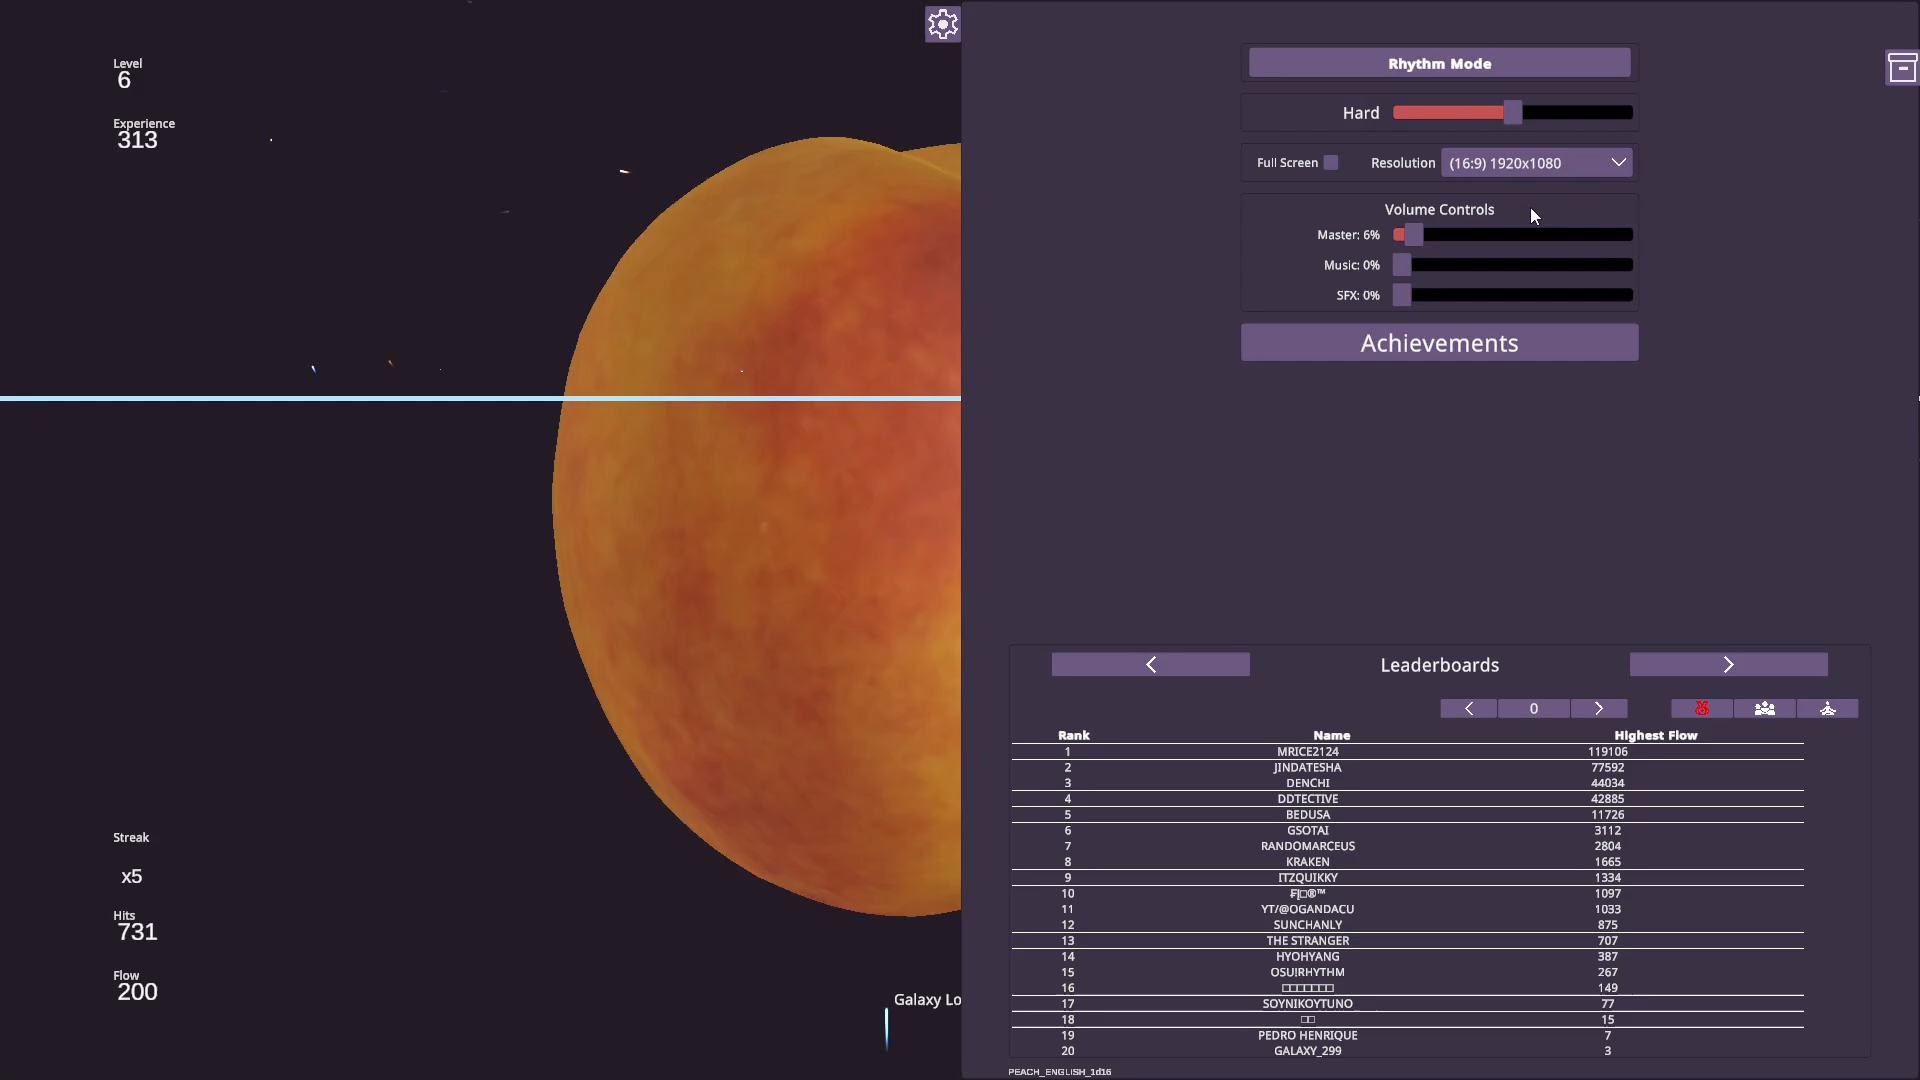 Level
6
Experience
313
Rhythm Mode
Hard
Full Screen Resolution (16:9) 1920x1080
Volume Controls
Master: 6%
Music: 0%
SFX: 0%
Achievements
Streak
x5
Hits
731
Flow
200
Galaxy Lo
< Leaderboards >
< 0 >
Rank Name Highest Flow
1 MRICE2124 119106
2 JINDATESHA 77592
3 DENCHI 44034
4 DDTECTIVE 42885
5 BEDUSA 11726
6 GSOTAI 3112
7 RANDOMARCEUS 2804
8 KRAKEN 1665
9 ITZQUIKKY 1334
10 1097
11 YT/@OGANDACU 1033
12 SUNCHANLY 875
13 THE STRANGER 707
14 HYOHYANG 387
15 OSU!RHYTHM 267
16 □□□□□□□ 149
17 SOYNIKOYTUNO 77
18 □□ 15
19 PEDRO HENRIQUE 7
20 GALAXY_299 3
PEACH_ENGLISH_1d16